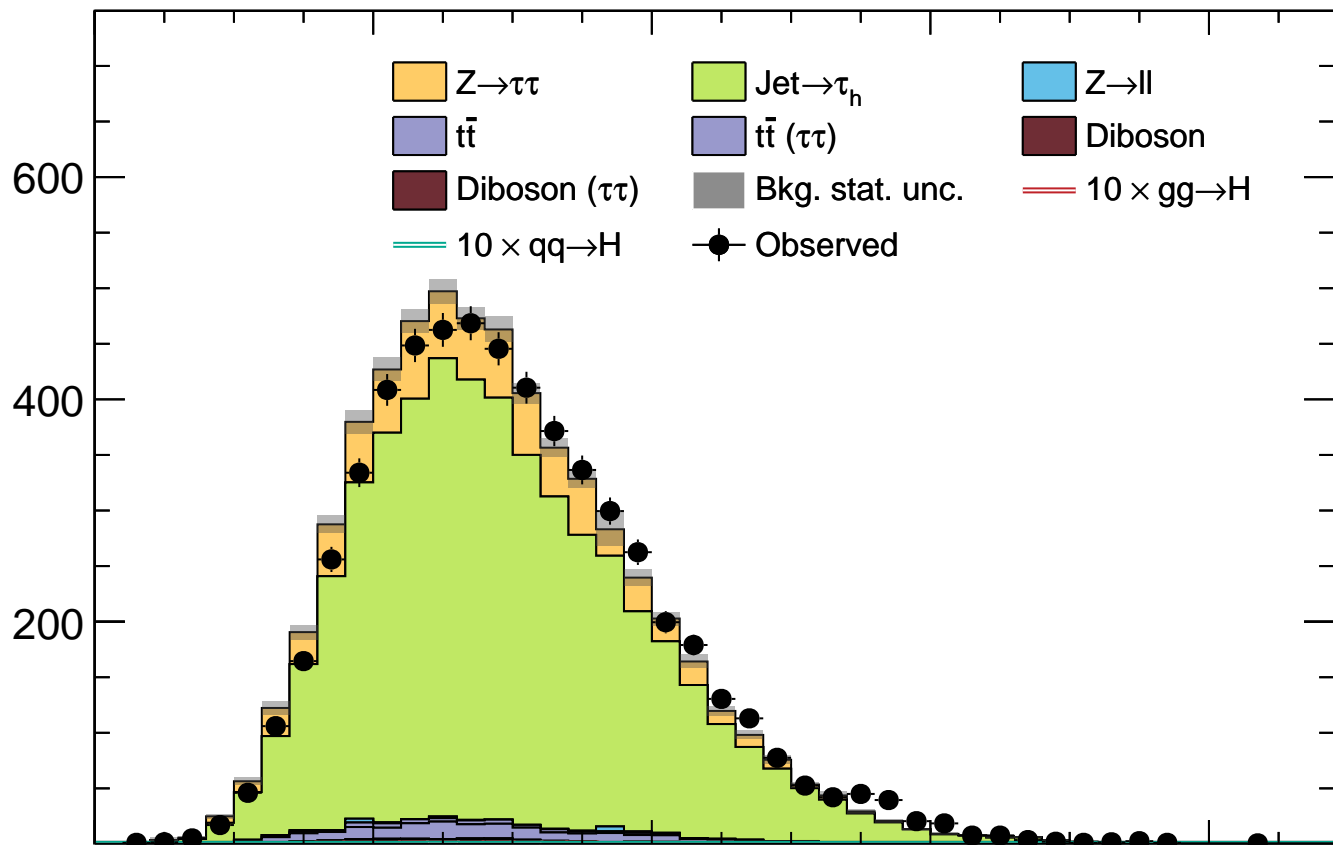 Z→ττ Jet→τh Z→ll
tt̄ tt̄ (ττ) Diboson
Diboson (ττ) Bkg. stat. unc. 10 × gg→H
10 × qq→H Observed
600
400
200